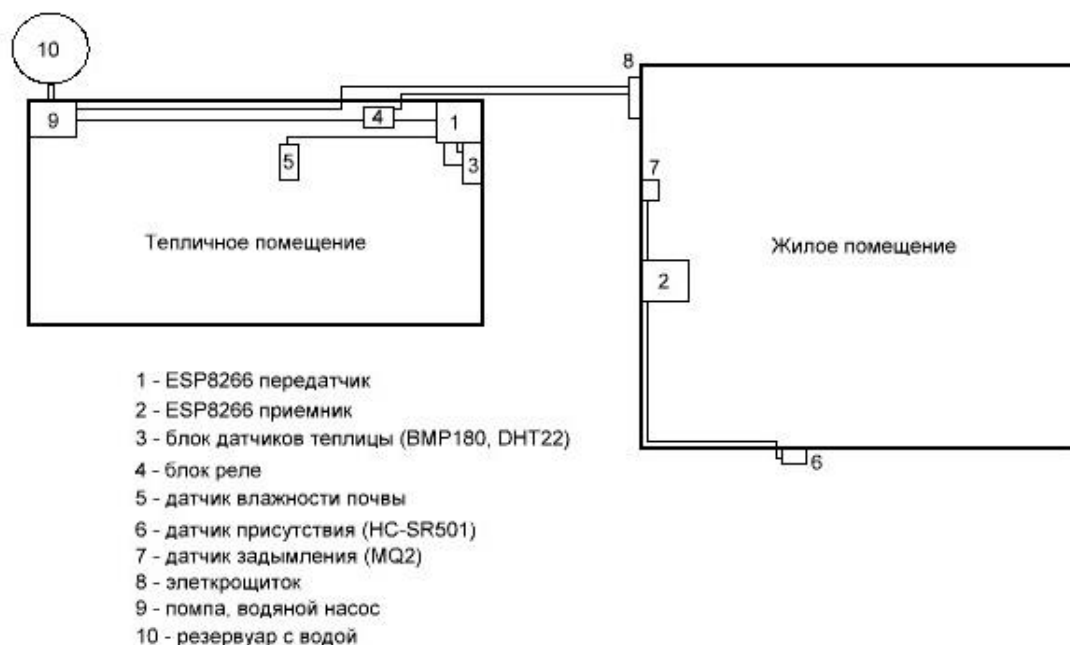 10
8
9
4
1
5
3
7
Тепличное помещение
Жилое помещение
2
1 - ESP8266 передатчик
2 - ESP8266 приемник
3 - блок датчиков теплицы (BMP180, DHT22)
4 - блок реле
5 - датчик влажности почвы
6
6 - датчик присутствия (HC-SR501)
7 - датчик задымления (MQ2)
8 - элеткрощиток
9 - помпа, водяной насос
10 - резервуар с водой